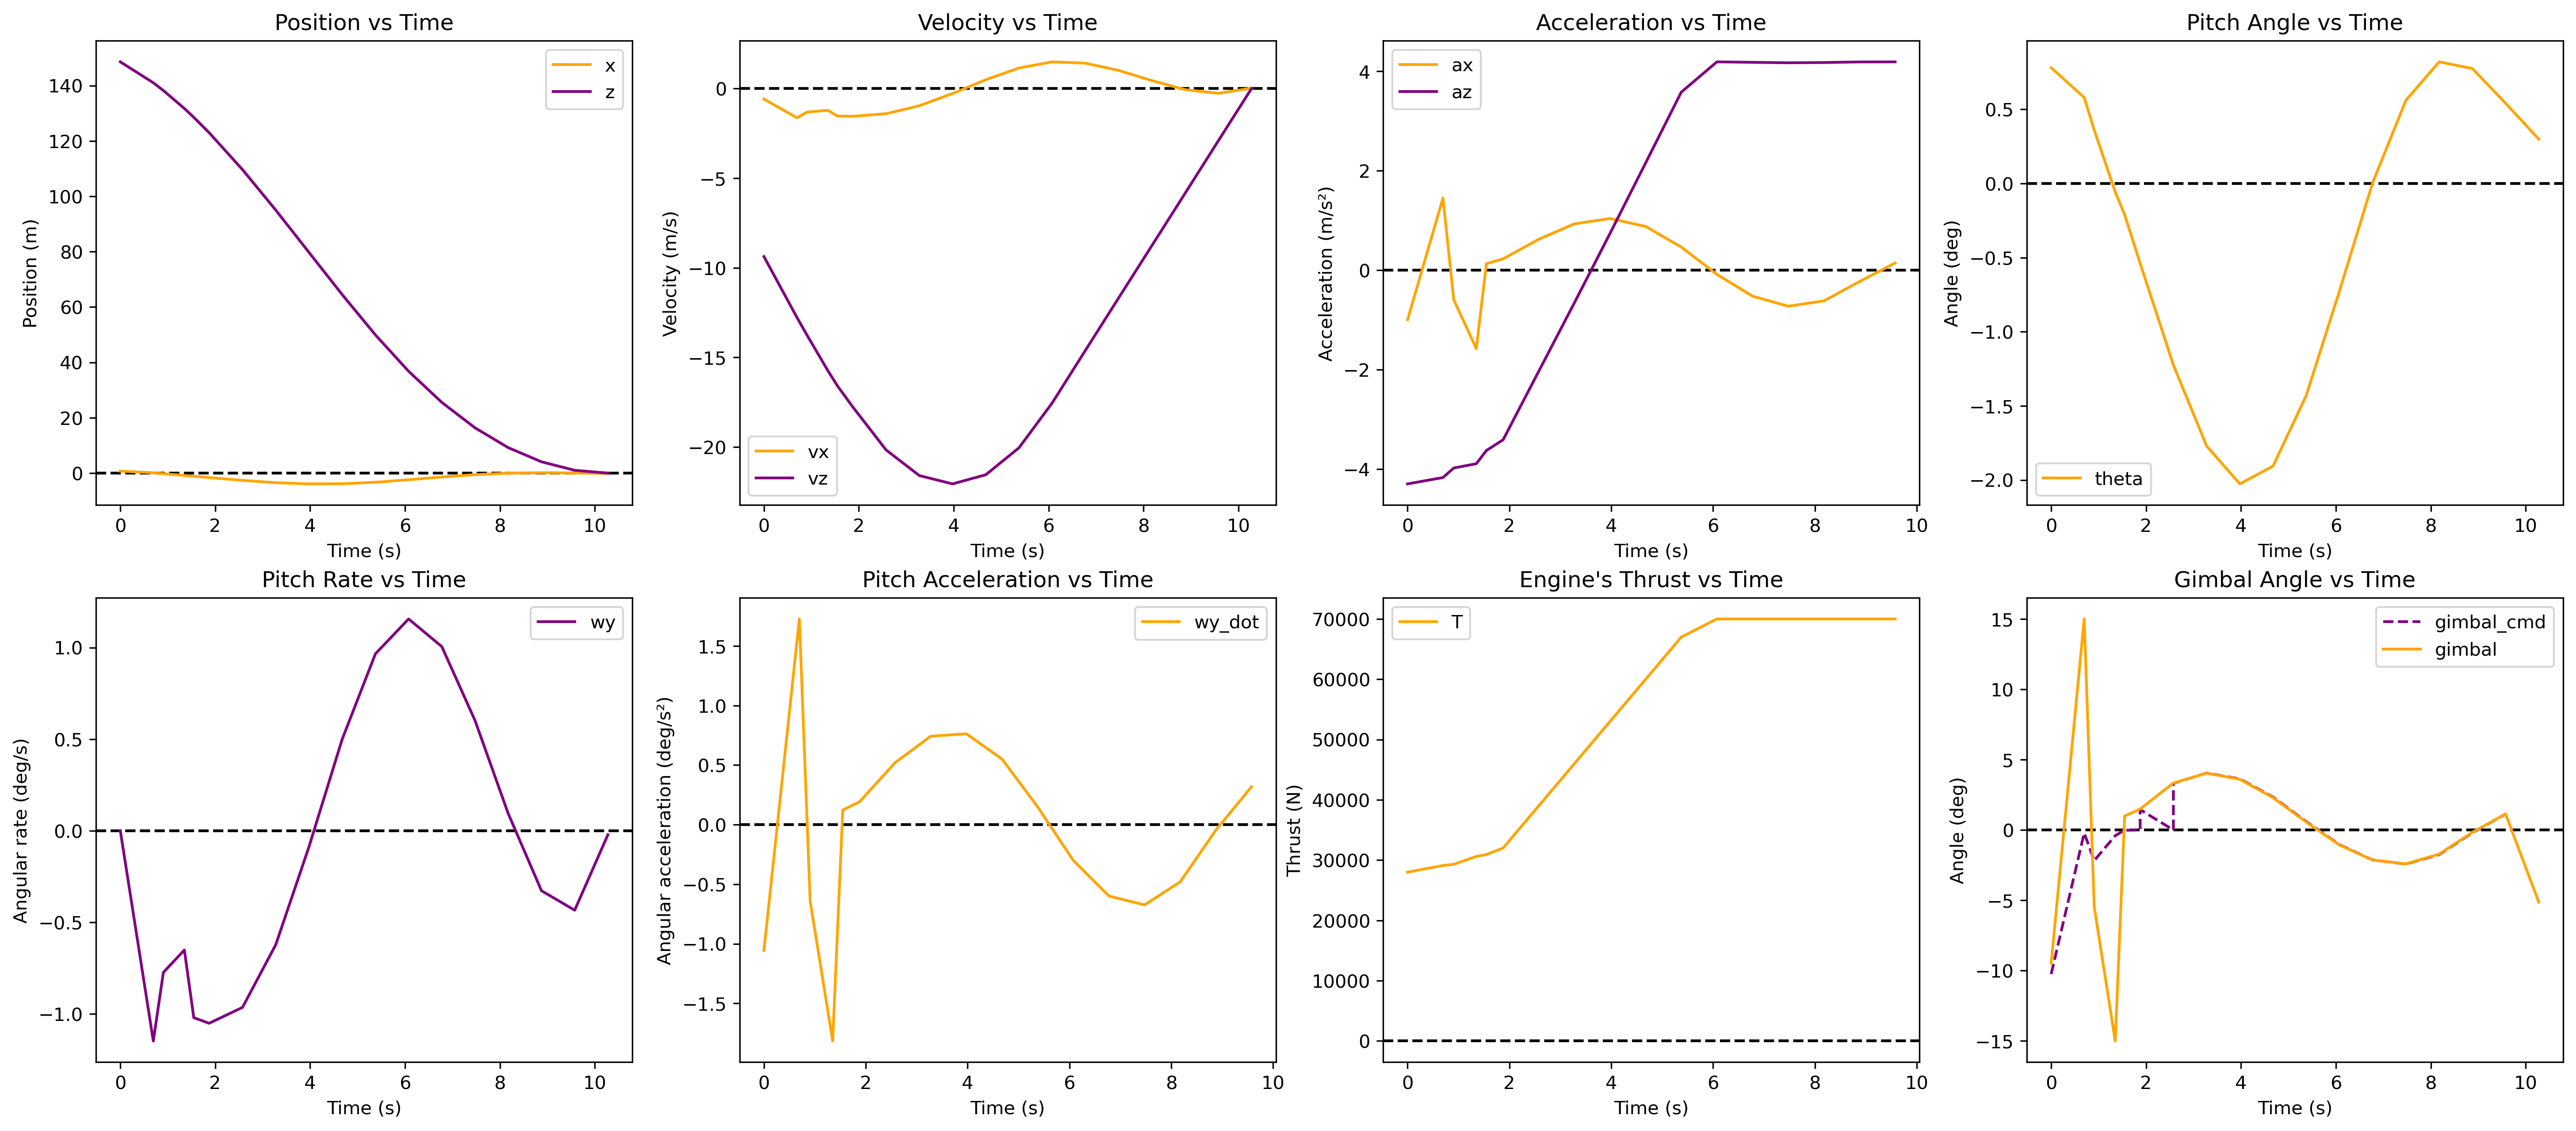 Position vs Time
Position (m)
140
120
100
80
60
40
20
0
x
z
0 2 4 6 8 10
Time (s)
Velocity vs Time
Velocity (m/s)
0
−5
−10
−15
−20
vx
vz
0 2 4 6 8 10
Time (s)
Acceleration vs Time
Acceleration (m/s²)
4
2
0
−2
−4
ax
az
0 2 4 6 8 10
Time (s)
Pitch Angle vs Time
Angle (deg)
0.5
0.0
−0.5
−1.0
−1.5
−2.0
theta
0 2 4 6 8 10
Time (s)
Pitch Rate vs Time
Angular rate (deg/s)
1.0
0.5
0.0
−0.5
−1.0
wy
0 2 4 6 8 10
Time (s)
Pitch Acceleration vs Time
Angular acceleration (deg/s²)
1.5
1.0
0.5
0.0
−0.5
−1.0
−1.5
wy_dot
0 2 4 6 8 10
Time (s)
Engine's Thrust vs Time
Thrust (N)
70000
60000
50000
40000
30000
20000
10000
0
T
0 2 4 6 8 10
Time (s)
Gimbal Angle vs Time
Angle (deg)
15
10
5
0
−5
−10
−15
gimbal_cmd
gimbal
0 2 4 6 8 10
Time (s)